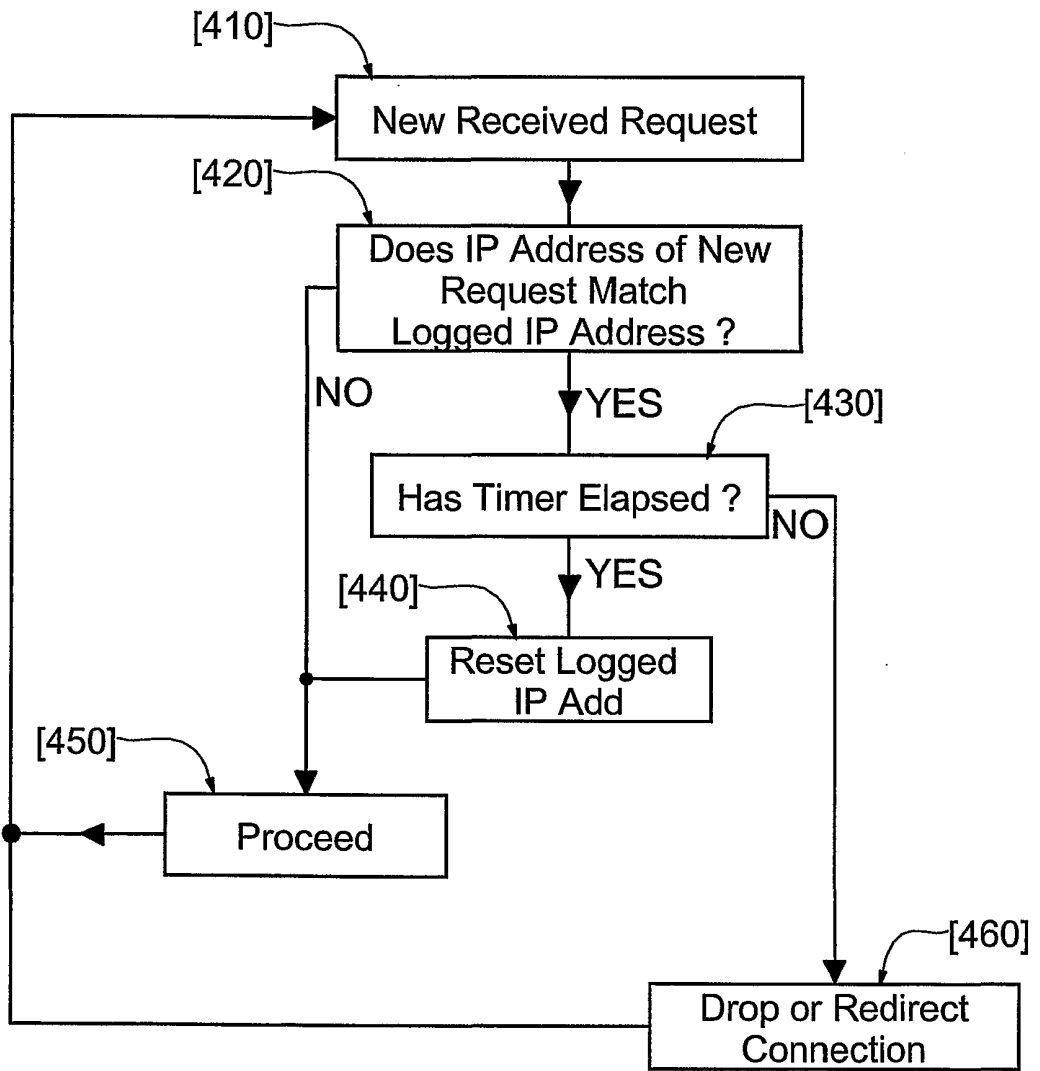 [410]
New Received Request
[420]
Does IP Address of New
Request Match
Logged IP Address ?
NO
YES
[430]
Has Timer Elapsed ?
NO
YES
[440]
Reset Logged
IP Add
[450]
Proceed
[460]
Drop or Redirect
Connection